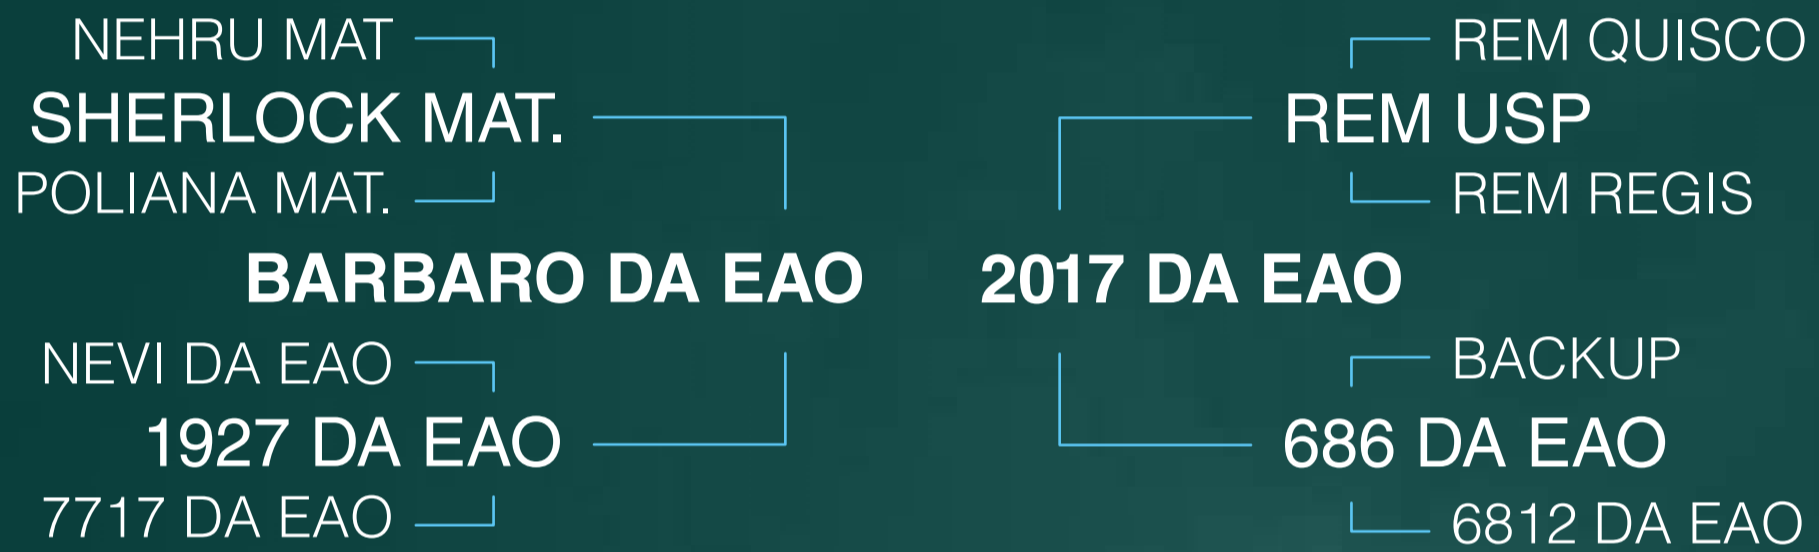 NEHRU MAT
SHERLOCK MAT.
POLIANA MAT.
BARBARO DA EAO
NEVI DA EAO
1927 DA EAO
7717 DA EAO
REM QUISCO
REM USP
REM REGIS
2017 DA EAO
BACKUP
686 DA EAO
6812 DA EAO